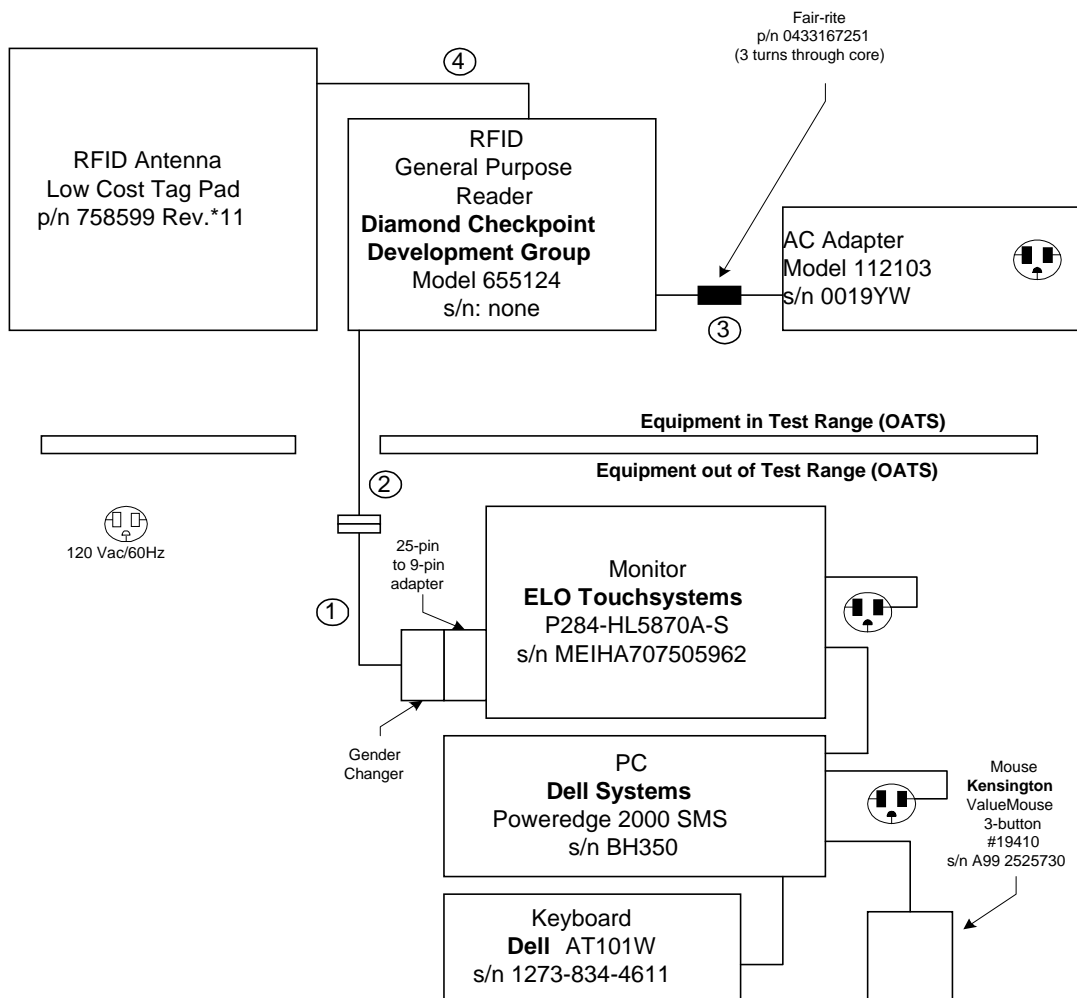 Fair-rite
p/n 0433167251
(3 turns through core)
4
RFID Antenna
Low Cost Tag Pad
p/n 758599 Rev.*11
RFID
General Purpose
Reader
Diamond Checkpoint
Development Group
Model 655124
s/n: none
AC Adapter
Model 112103
s/n 0019YW
3
Equipment in Test Range (OATS)
Equipment out of Test Range (OATS)
2
120 Vac/60Hz
25-pin
to 9-pin
adapter
1
Monitor
ELO Touchsystems
P284-HL5870A-S
s/n MEIHA707505962
Gender
Changer
PC
Dell Systems
Poweredge 2000 SMS
s/n BH350
Mouse
Kensington
ValueMouse
3-button
#19410
s/n A99 2525730
Keyboard
Dell AT101W
s/n 1273-834-4611